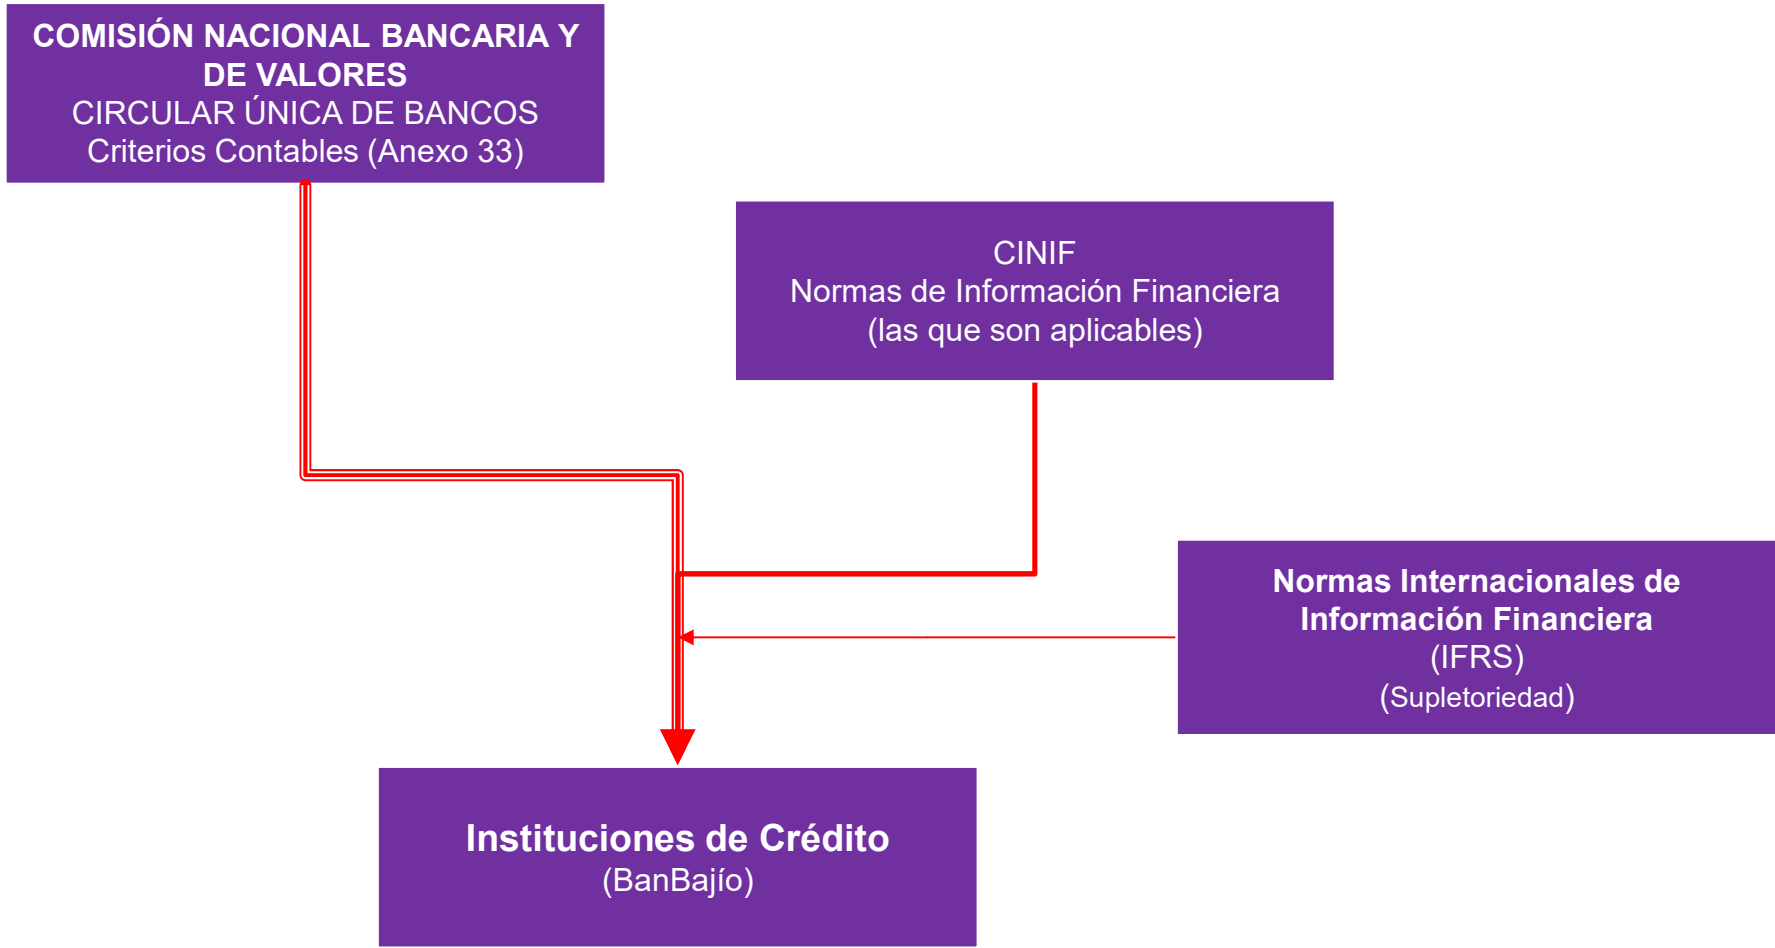 COMISIÓN NACIONAL BANCARIA Y
DE VALORES
CIRCULAR ÚNICA DE BANCOS
Criterios Contables (Anexo 33)
CINIF
Normas de Información Financiera
(las que son aplicables)
Normas Internacionales de
Información Financiera
(IFRS)
(Supletoriedad)
Instituciones de Crédito
(BanBajío)